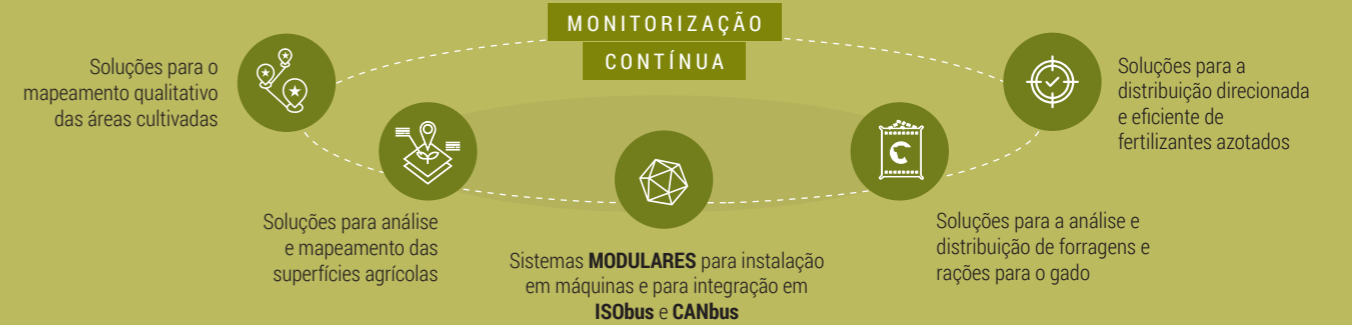 MONITORIZAÇÃO
CONTÍNUA
Soluções para o
mapeamento qualitativo
das áreas cultivadas
Soluções para análise
e mapeamento das
superfícies agrícolas
Sistemas MODULARES para instalação
em máquinas e para integração em
ISObus e CANbus
Soluções para a análise e
distribuição de forragens e
rações para o gado
Soluções para a
distribuição direcionada
e eficiente de
fertilizantes azotados